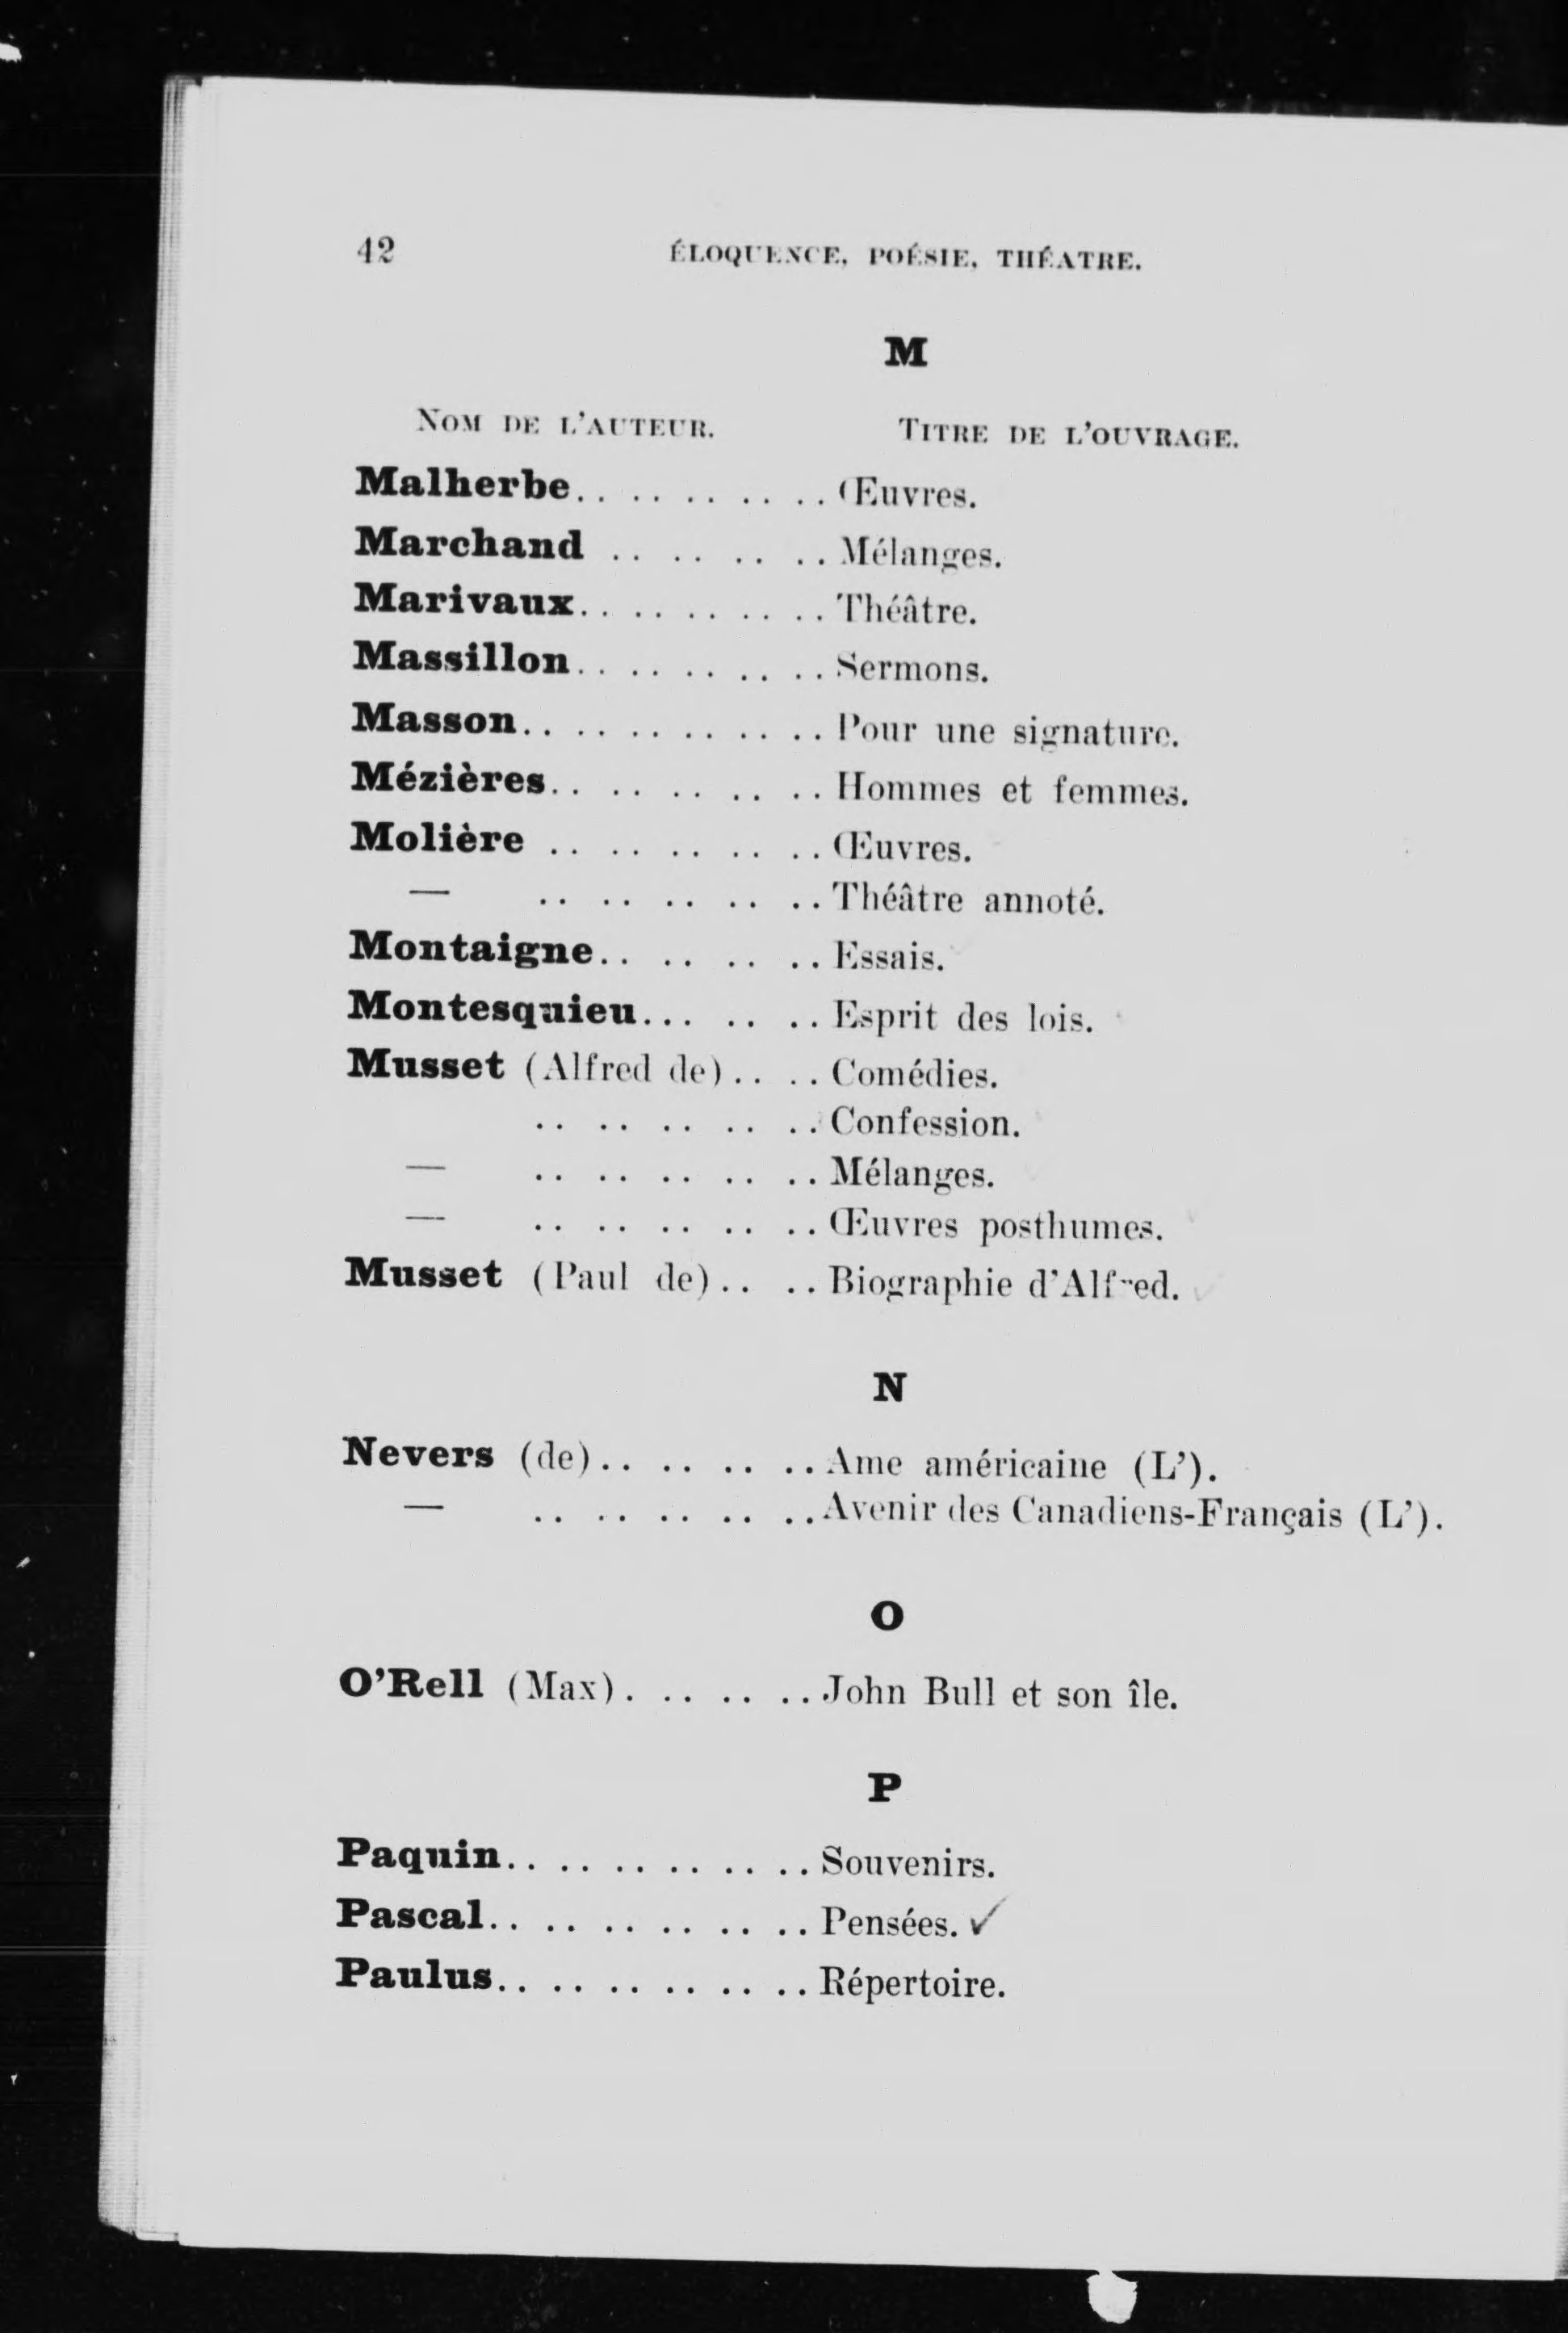 42 ÉLOQUENCE, POÉSIE, THÉATRE.
M
NOM DE L'AUTEUR. TITRE DE L'OUVRAGE.
Malherbe.. .. .. .. .. Œuvres.
Marchand .. .. .. .. Mélanges.
Marivaux.. .. .. .. .. Théâtre.
Massillon.. .. .. .. .. Sermons.
Masson.. .. .. .. .. .. Pour une signature.
Mézières.. .. .. .. .. Hommes et femmes.
Molière .. .. .. .. .. Œuvres.
— .. .. .. .. .. Théâtre annoté.
Montaigne.. .. .. .. Essais.
Montesquieu... .. .. Esprit des lois.
Musset (Alfred de).. .. Comédies.
.. .. .. .. .. Confession.
— .. .. .. .. .. Mélanges.
— .. .. .. .. .. Œuvres posthumes.
Musset (Paul de).. .. Biographie d'Alfred.
N
Nevers (de).. .. .. .. Ame américaine (L').
— .. .. .. .. .. Avenir des Canadiens-Français (L').
O
O'Rell (Max). .. .. .. John Bull et son île.
P
Paquin.. .. .. .. .. .. Souvenirs.
Pascal.. .. .. .. .. .. Pensées. ✓
Paulus.. .. .. .. .. .. Répertoire.